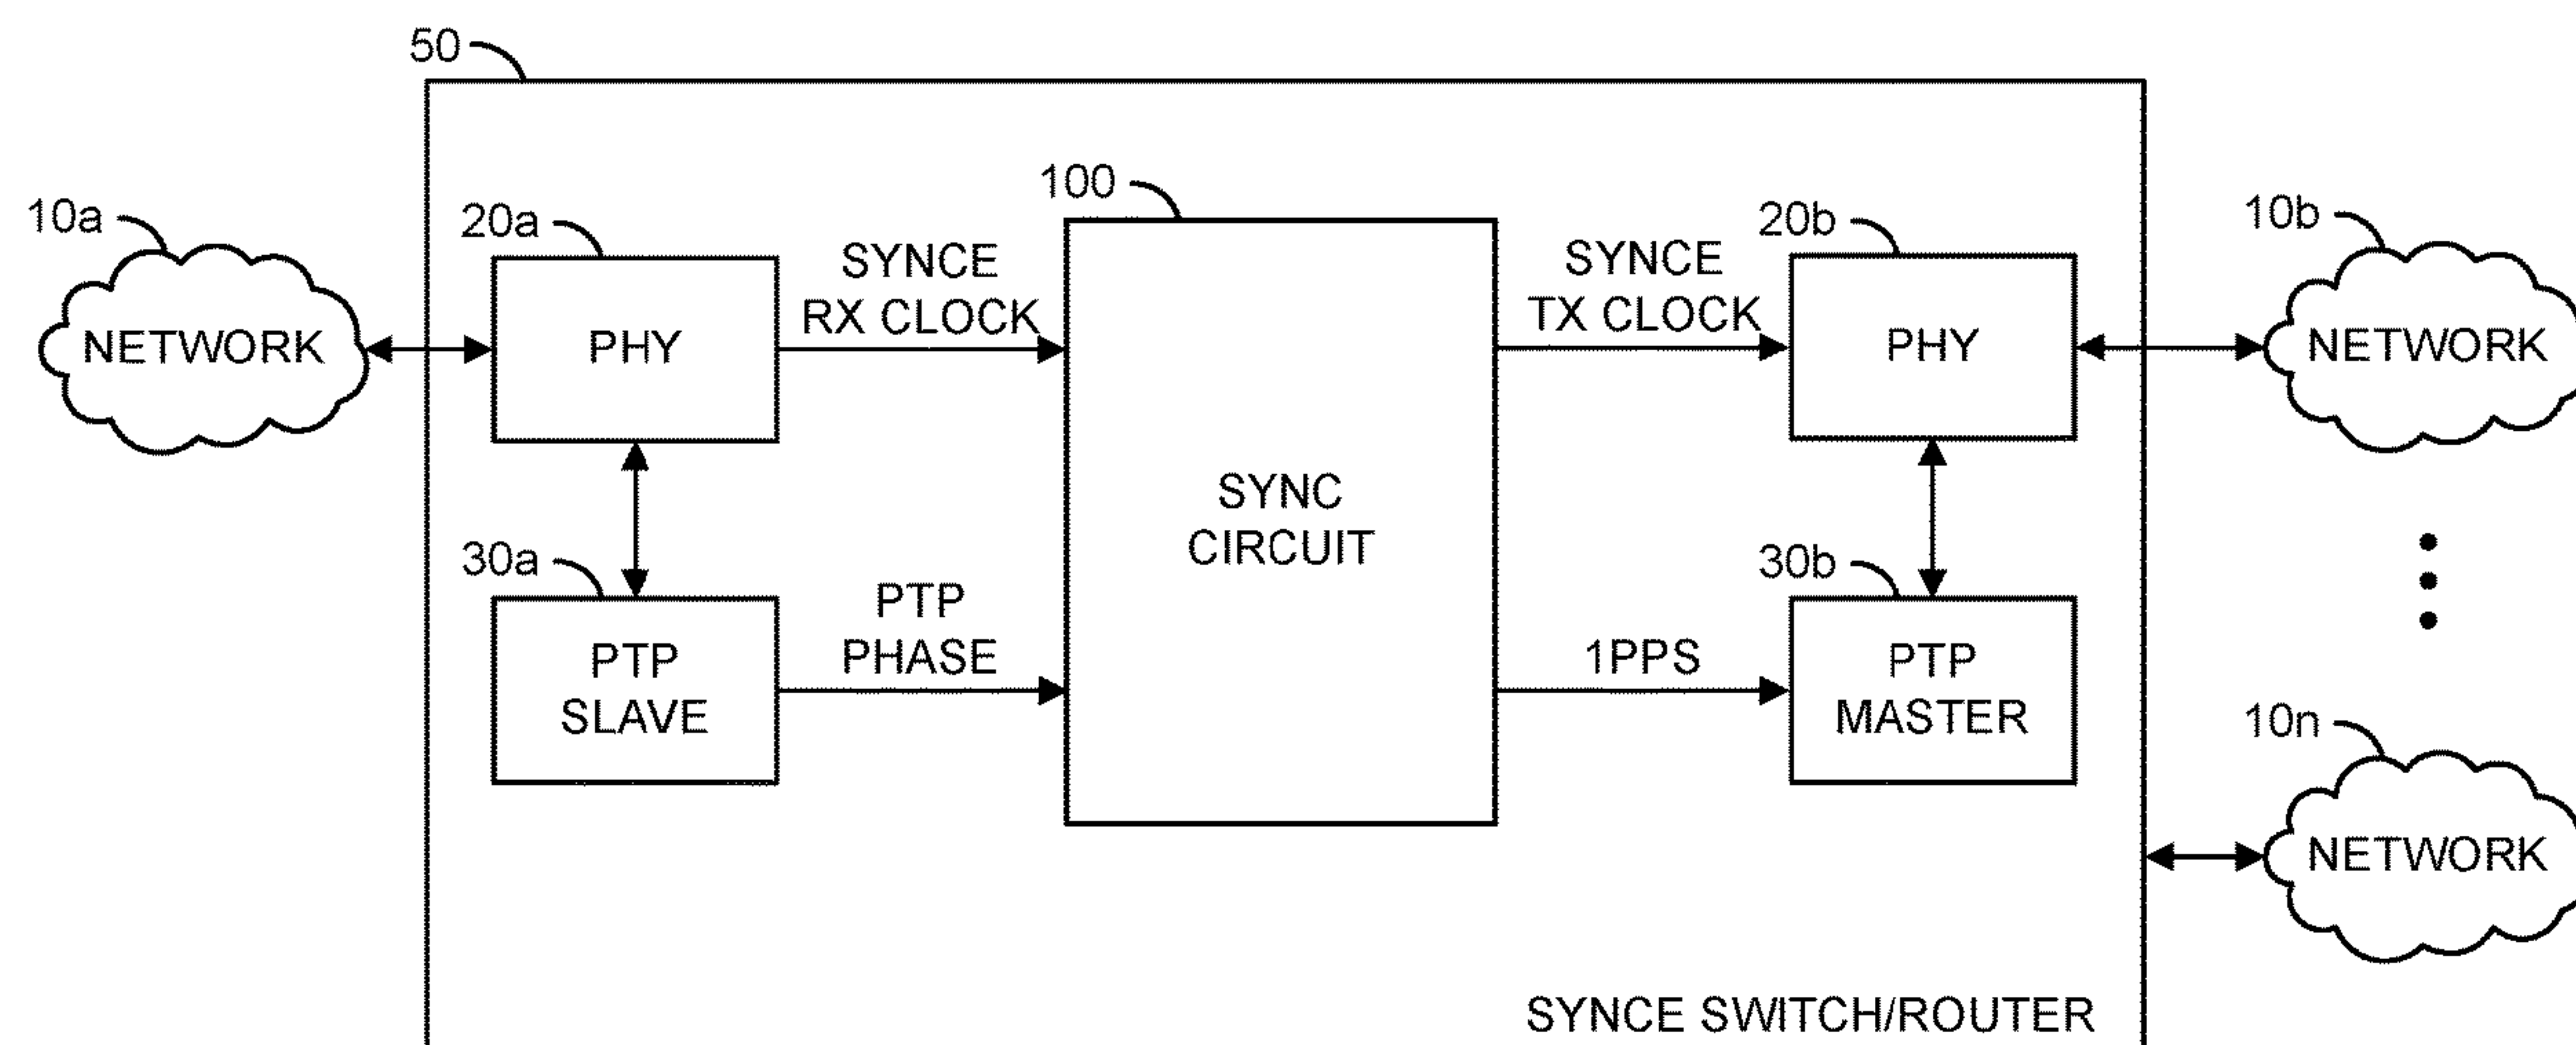 50
100
10a
20a
20b
10b
SYNCE
RX CLOCK
SYNCE
TX CLOCK
NETWORK
PHY
PHY
NETWORK
SYNC
CIRCUIT
30a
30b
PTP
PHASE
1PPS
PTP
SLAVE
PTP
MASTER
10n
NETWORK
SYNCE SWITCH/ROUTER